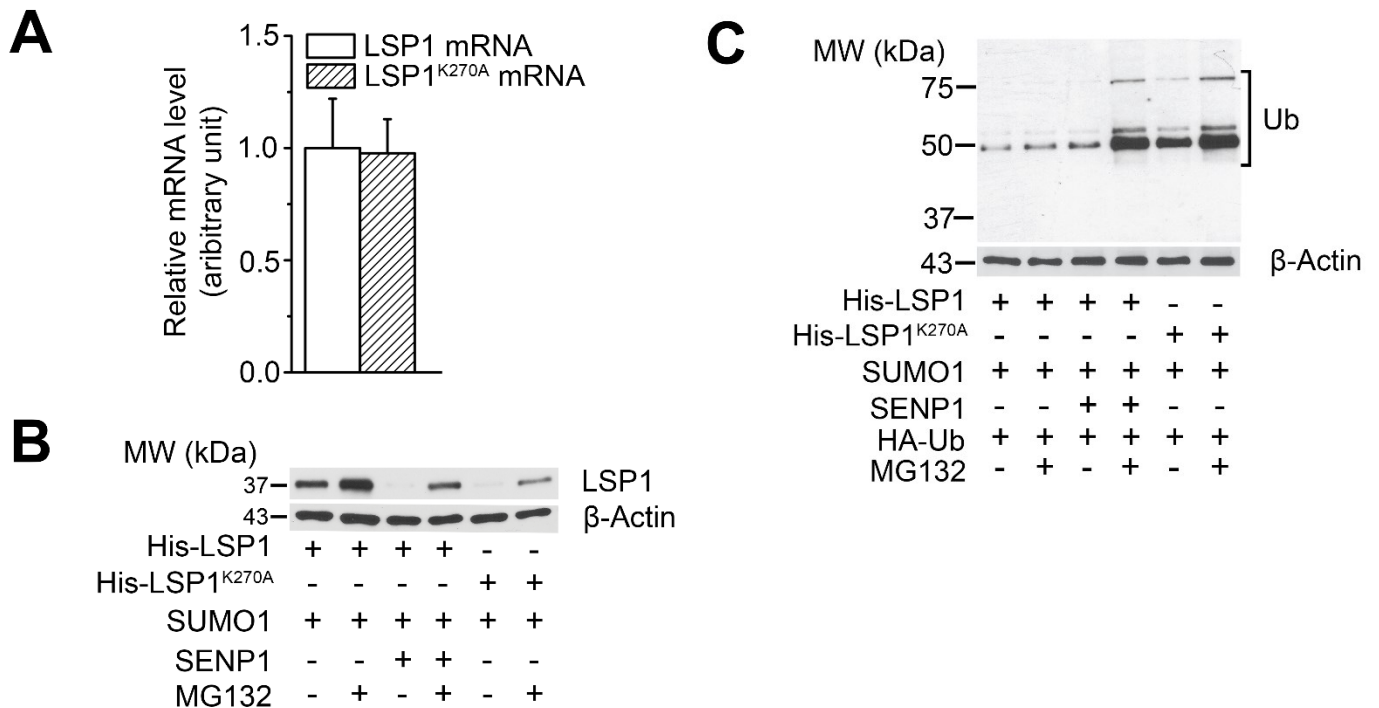 A
Relative mRNA level
(aribitrary unit)
1.5
1.0
0.5
0.0
LSP1 mRNA
LSP1K270A mRNA
B
MW (kDa)
37
LSP1
43
β-Actin
His-LSP1 + + + + - -
His-LSP1K270A - - - - + +
SUMO1 + + + + + +
SENP1 - - + + - -
MG132 - + - + - +
C
MW (kDa)
75
50
37
Ub
43
β-Actin
His-LSP1 + + + + - -
His-LSP1K270A - - - - + +
SUMO1 + + + + + +
SENP1 - - + + - -
HA-Ub + + + + + +
MG132 - + - + - +